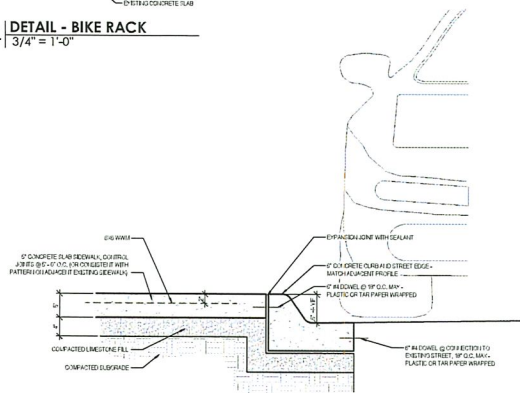 EXISTING CONCRETE SLAB
DETAIL - BIKE RACK
3/4" = 1'-0"
EXPANSION JOINT WITH SEALANT
5" CONCRETE SLAB SIDEWALK, CONTROL
JOINTS @ 5'- 6" O.C. (OR CONSISTENT WITH
PATTERN ON ADJACENT EXISTING SIDEWALK)
6" CONCRETE CURB AND STREET EDGE -
MATCH ADJACENT PROFILE
6" #4 DOWEL @ 18" O.C. MAX -
PLASTIC OR TAR PAPER WRAPPED
COMPACTED LIMESTONE FILL
COMPACTED SUBGRADE
6" #4 DOWEL @ CONNECTION TO
EXISTING STREET, 18" O.C. MAX -
PLASTIC OR TAR PAPER WRAPPED